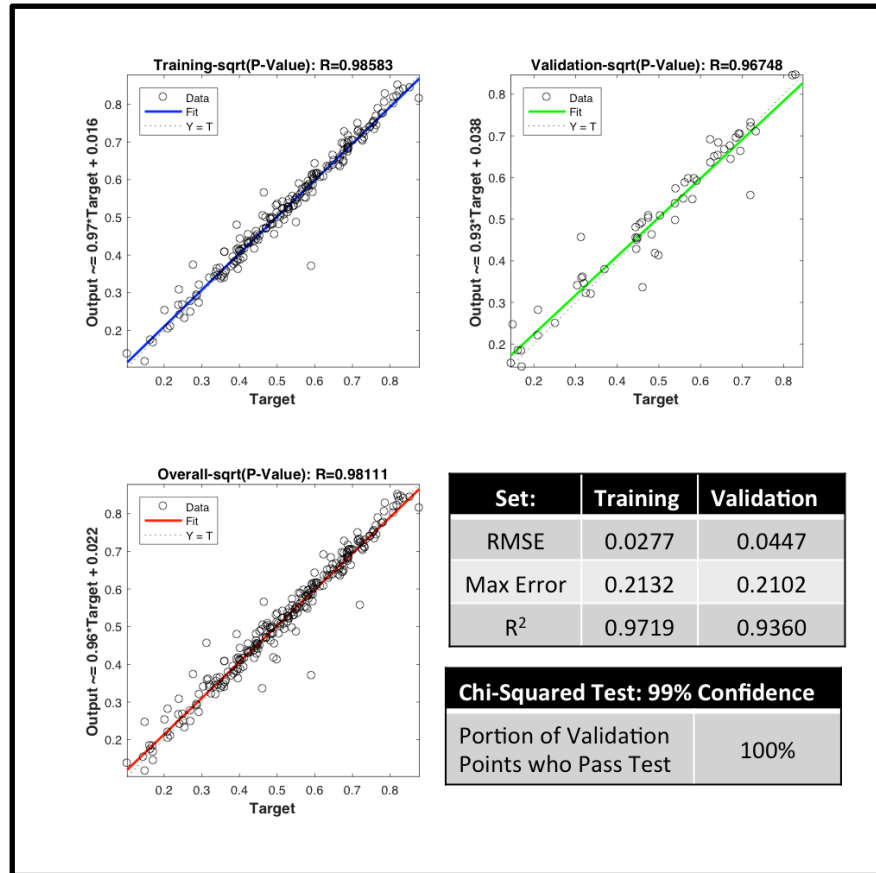 Training-sqrt(P-Value): R=0.98583
Data
Fit
Y = T
Output ~= 0.97*Target + 0.016
0.8
0.7
0.6
0.5
0.4
0.3
0.2
0.2 0.3 0.4 0.5 0.6 0.7 0.8
Target
Validation-sqrt(P-Value): R=0.96748
Data
Fit
Y = T
Output ~= 0.93*Target + 0.038
0.8
0.7
0.6
0.5
0.4
0.3
0.2
0.2 0.3 0.4 0.5 0.6 0.7 0.8
Target
Overall-sqrt(P-Value): R=0.98111
Data
Fit
Y = T
Output ~= 0.96*Target + 0.022
0.8
0.7
0.6
0.5
0.4
0.3
0.2
0.2 0.3 0.4 0.5 0.6 0.7 0.8
Target
Set: Training Validation
RMSE 0.0277 0.0447
Max Error 0.2132 0.2102
R² 0.9719 0.9360
Chi-Squared Test: 99% Confidence
Portion of Validation
Points who Pass Test 100%